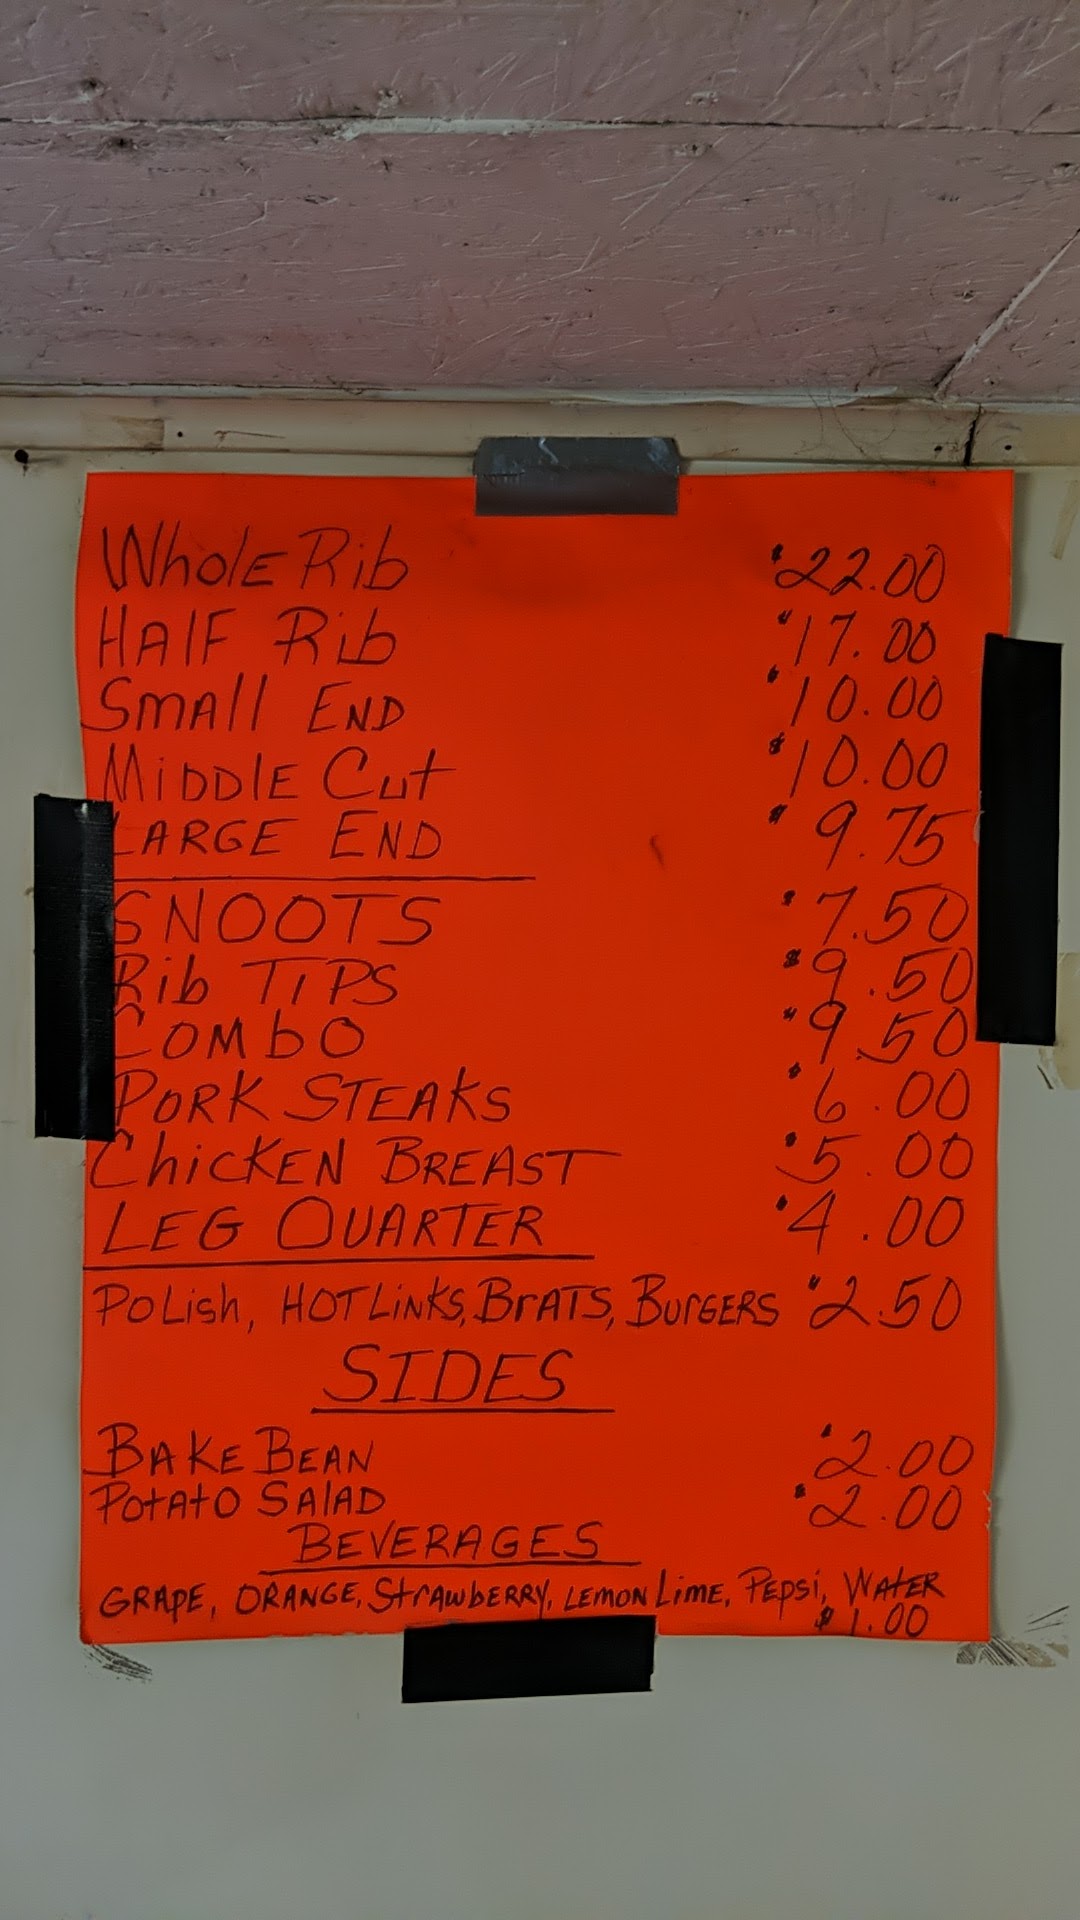 Whole Rib $22.00
Half Rib $17.00
Small End $10.00
Middle Cut $10.00
Large End $9.75
SNOOTS $7.50
Rib TIPS $9.50
Combo $9.50
PORK STEAKS $6.00
Chicken BREAST $5.00
LEG QUARTER $4.00
Polish, HOT Links, BrATS, BURGERS $2.50
SIDES
BAKE BEAN $2.00
Potato Salad $2.00
BEVERAGES
GRAPE, ORANGE, Strawberry, Lemon Lime, Pepsi, Water
$1.00